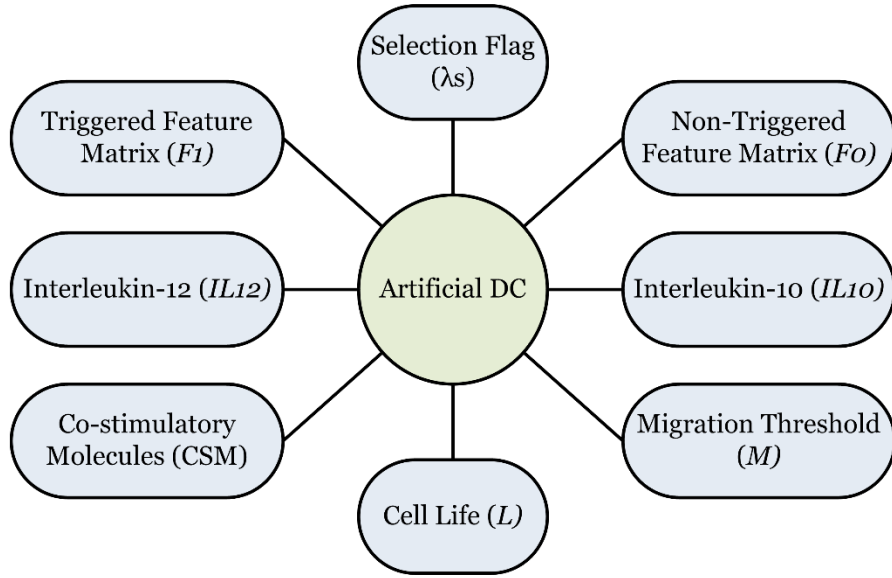 Selection Flag
(λs)
Triggered Feature
Matrix (F1)
Non-Triggered
Feature Matrix (F0)
Interleukin-12 (IL12)
Artificial DC
Interleukin-10 (IL10)
Co-stimulatory
Molecules (CSM)
Migration Threshold
(M)
Cell Life (L)